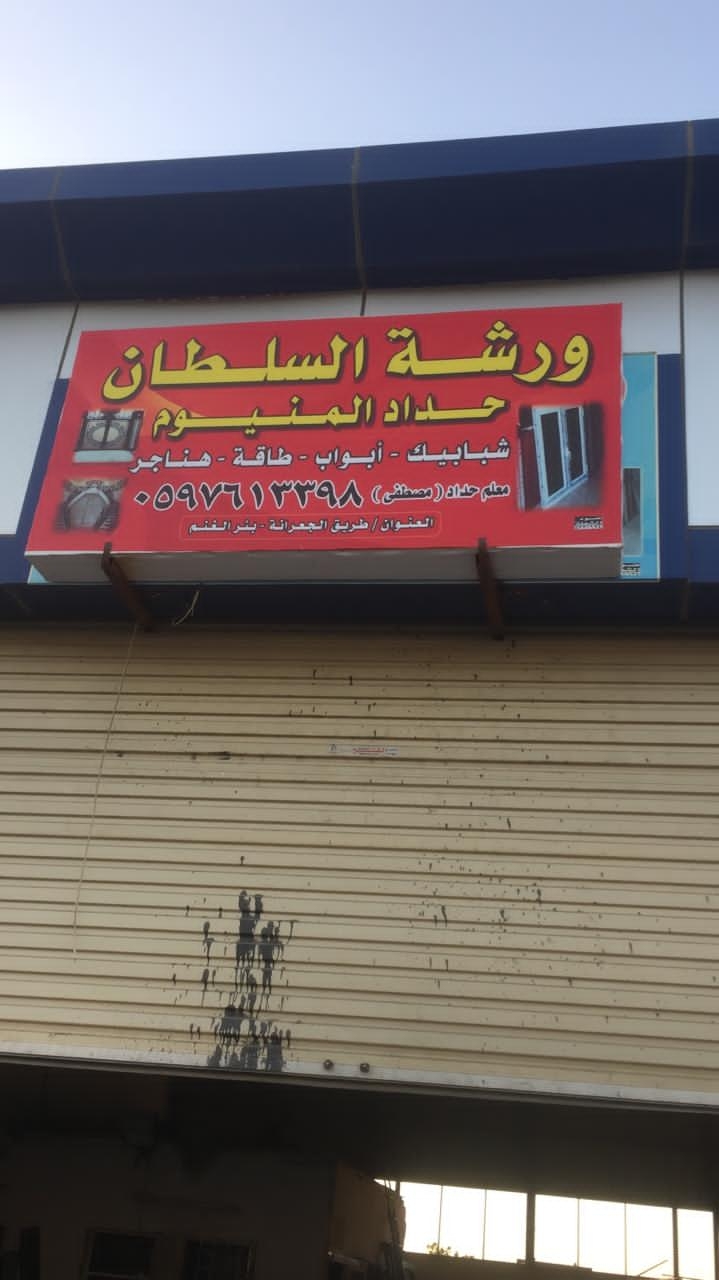 ورشة السلطان
حداد المنيوم
شبابيك - أبواب - طاقة - هناجر
معلم حداد ( مصطفى ) ٠٥٩٧٦١٣٣٩٨
العنوان / طريق الجعرانة - بئر الغنم